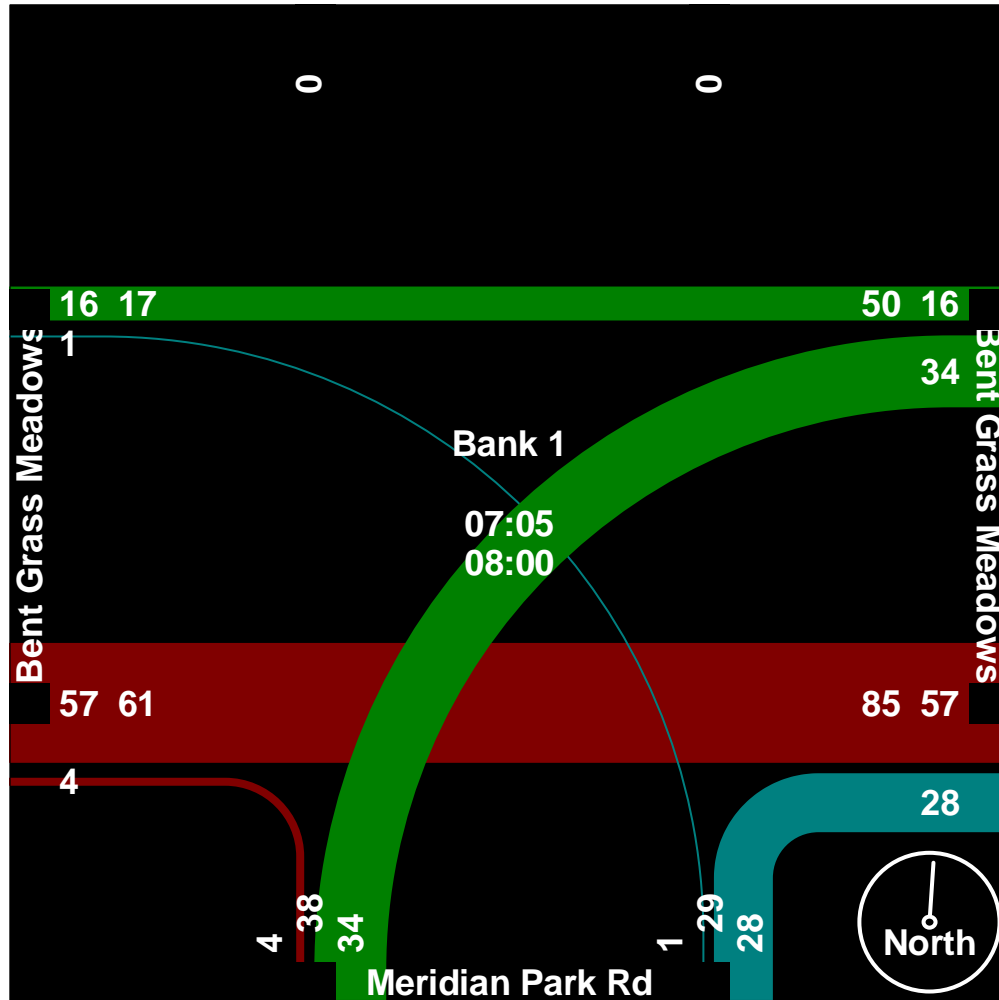 0 0
16 17 50 16
1 34
Bent Grass Meadows
Bent Grass Meadows
Bank 1
07:05
08:00
57 61 85 57
4 28
4 38 34 1 29 28
North
Meridian Park Rd